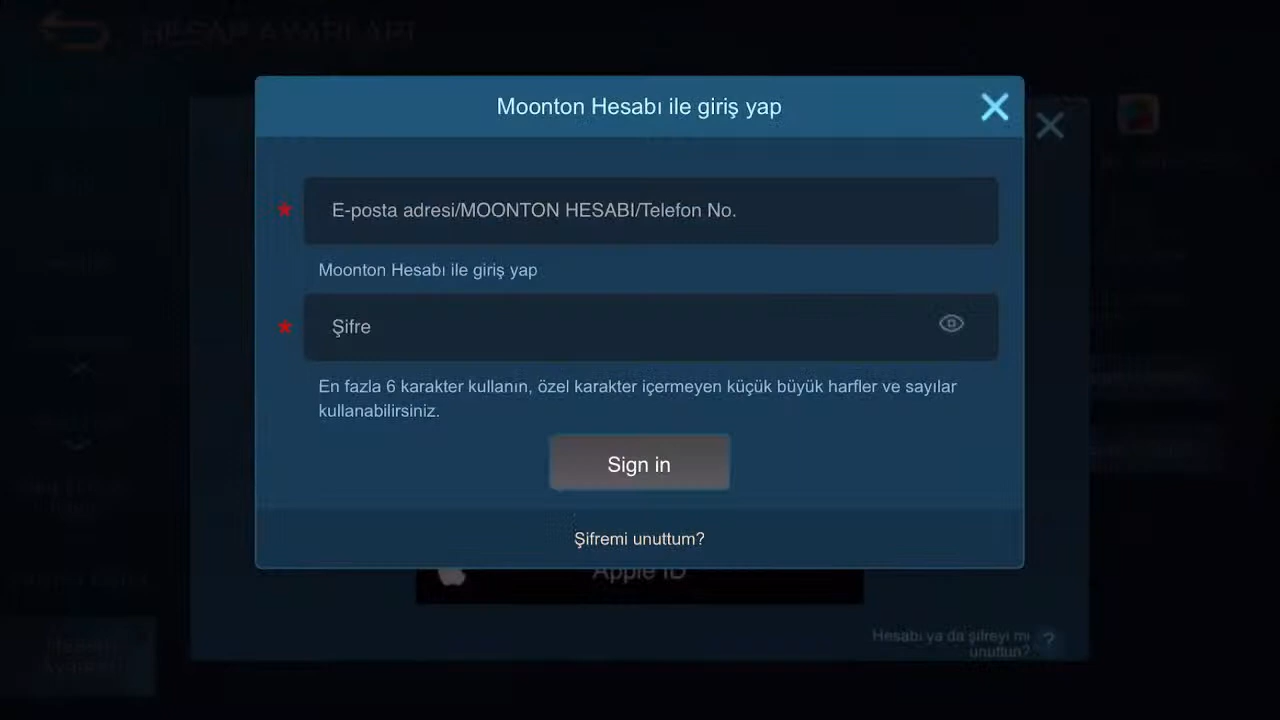 HESAP AYARLARI
Moonton Hesabı ile giriş yap
E-posta adresi/MOONTON HESABI/Telefon No.
Moonton Hesabı ile giriş yap
Şifre
En fazla 6 karakter kullanın, özel karakter içermeyen küçük büyük harfler ve sayılar
kullanabilirsiniz.
Sign in
Şifremi unuttum?
Apple ID
Hesabı ya da şifreyi mi
unuttun?
?